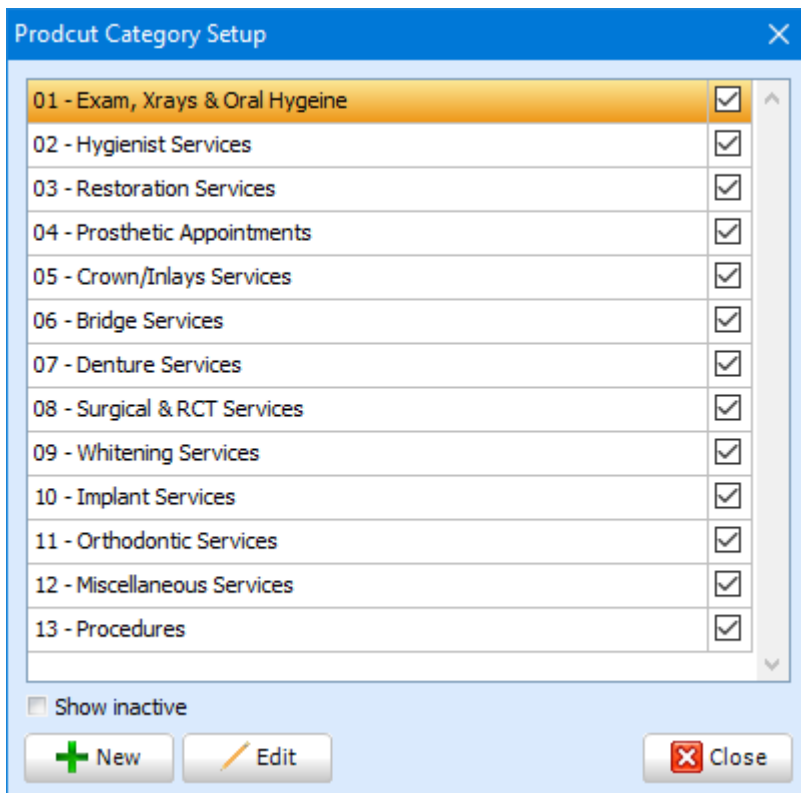 Prodcut Category Setup
01 - Exam, Xrays & Oral Hygeine
02 - Hygienist Services
03 - Restoration Services
04 - Prosthetic Appointments
05 - Crown/Inlays Services
06 - Bridge Services
07 - Denture Services
08 - Surgical & RCT Services
09 - Whitening Services
10 - Implant Services
11 - Orthodontic Services
12 - Miscellaneous Services
13 - Procedures
Show inactive
New Edit Close